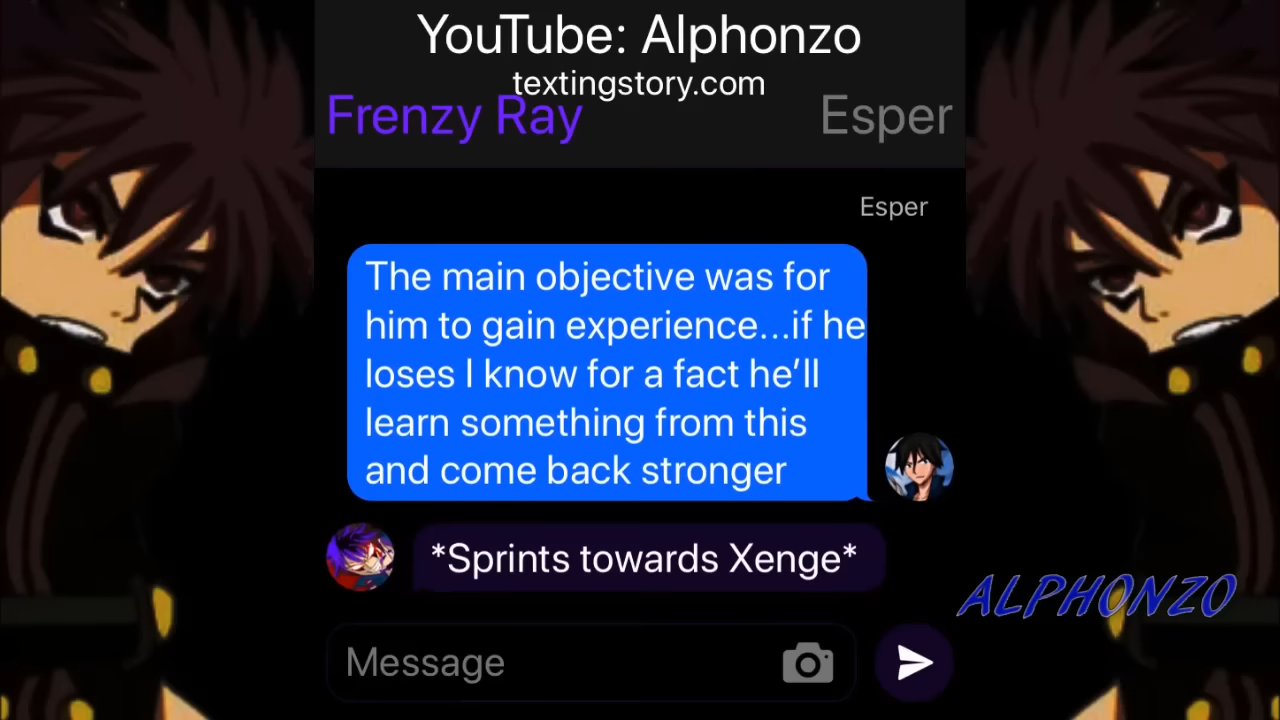 YouTube: Alphonzo
textingstory.com
Frenzy Ray
Esper
Esper
The main objective was for
him to gain experience...if he
loses I know for a fact he’ll
learn something from this
and come back stronger
*Sprints towards Xenge*
ALPHONZO
Message